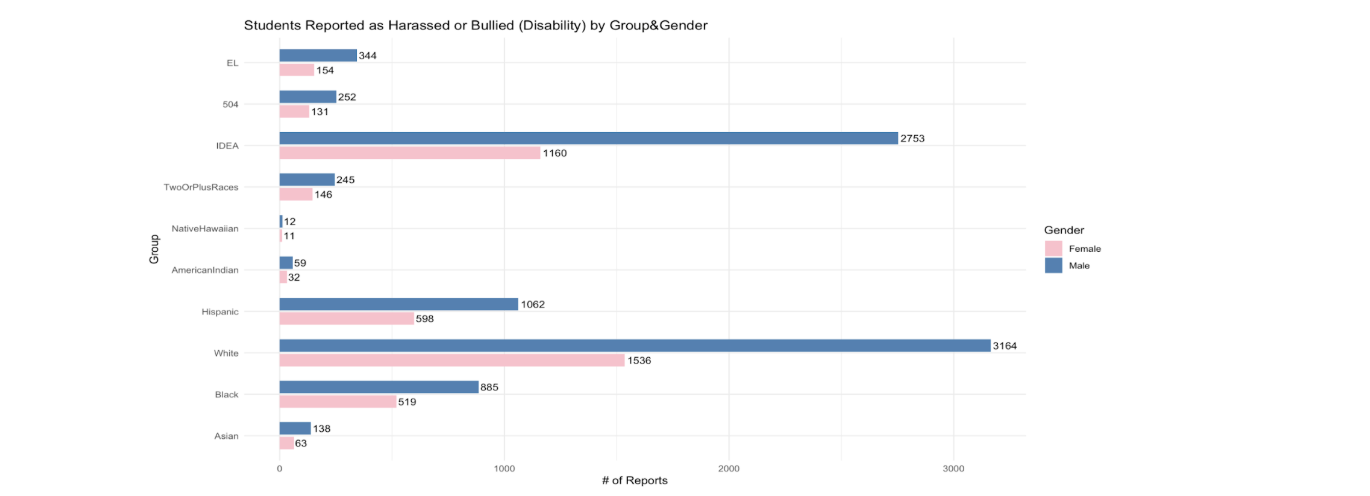 Students Reported as Harassed or Bullied (Disability) by Group&Gender
EL
344
154
504
252
131
IDEA
2753
1160
TwoOrPlusRaces
245
146
NativeHawaiian
12
11
AmericanIndian
59
32
Hispanic
1062
598
White
3164
1536
Black
885
519
Asian
138
63
0 1000 2000 3000
# of Reports
Group
Gender
Female
Male